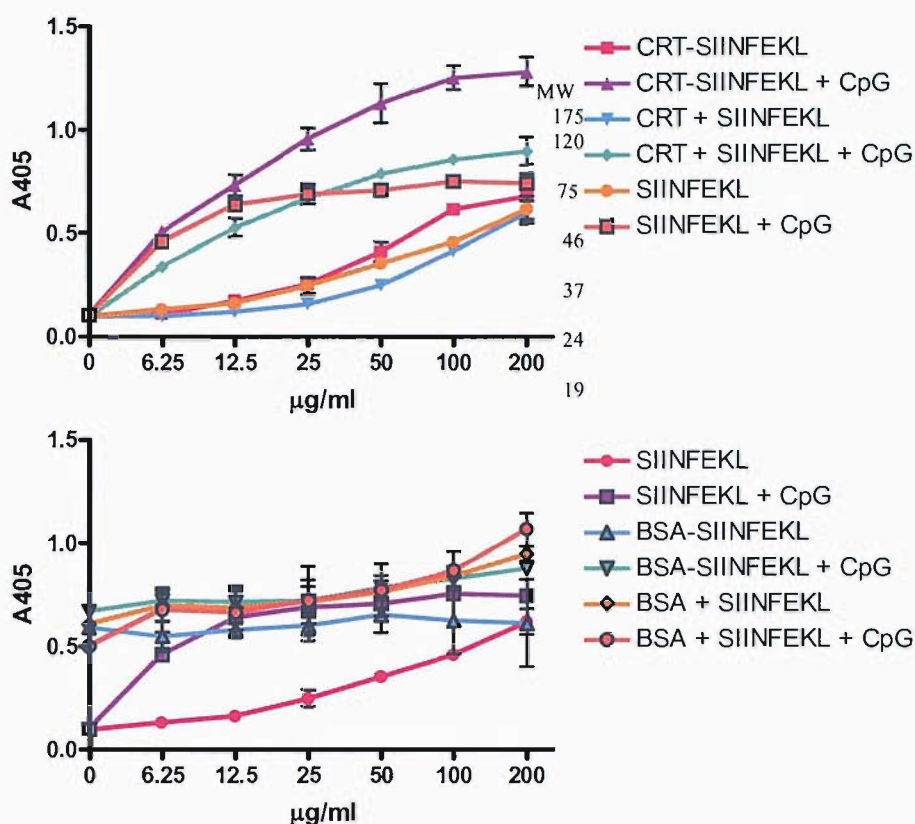 1.5
1.0
0.5
0.0
A405
0 6.25 12.5 25 50 100 200
μg/ml
CRT-SIINFEKL
CRT-SIINFEKL + CpG
CRT + SIINFEKL
CRT + SIINFEKL + CpG
SIINFEKL
SIINFEKL + CpG
MW
175
120
75
46
37
24
19
1.5
1.0
0.5
0.0
A405
0 6.25 12.5 25 50 100 200
μg/ml
SIINFEKL
SIINFEKL + CpG
BSA-SIINFEKL
BSA-SIINFEKL + CpG
BSA + SIINFEKL
BSA + SIINFEKL + CpG